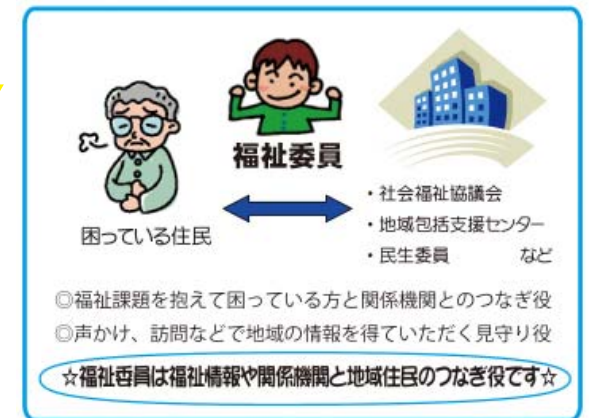 福祉委員
困っている住民
・社会福祉協議会
・地域包括支援センター
・民生委員　　　など
◎福祉課題を抱えて困っている方と関係機関とのつなぎ役
◎声かけ、訪問などで地域の情報を得ていただく見守り役
☆福祉委員は福祉情報や関係機関と地域住民のつなぎ役です☆